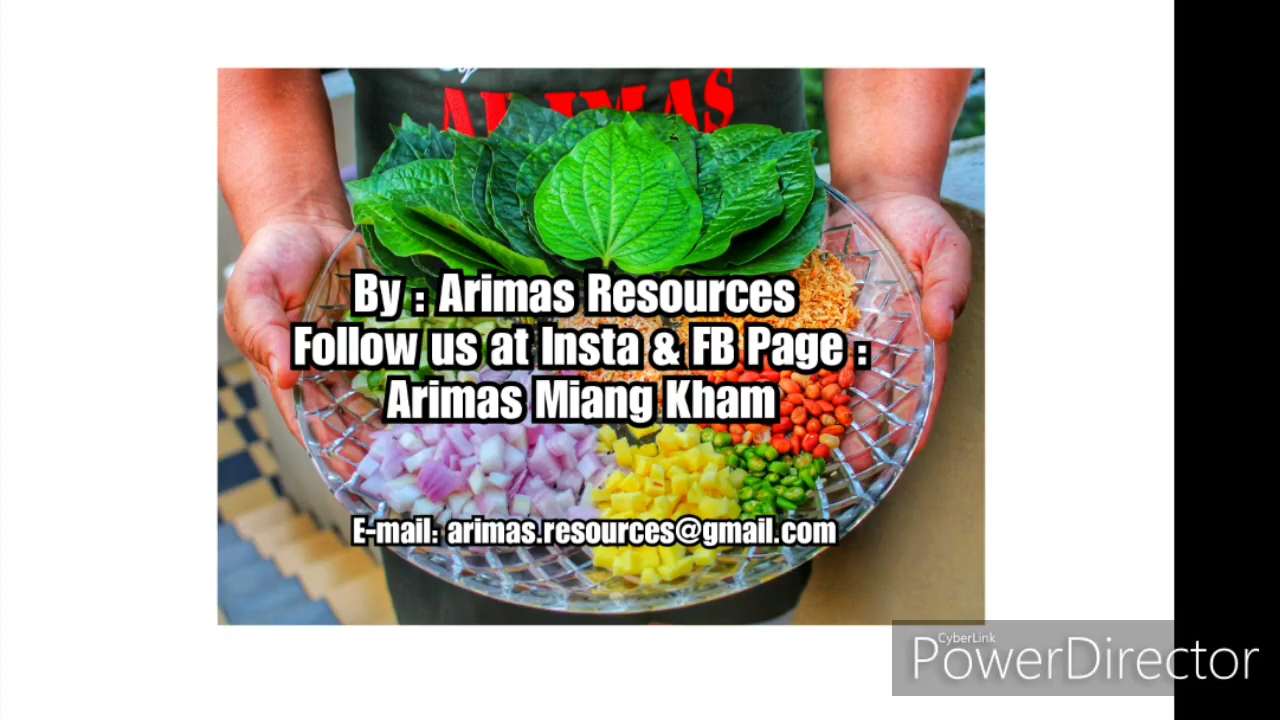 ARIMAS
By : Arimas Resources
Follow us at Insta & FB Page :
Arimas Miang Kham
E-mail: arimas.resources@gmail.com
CyberLink
PowerDirector